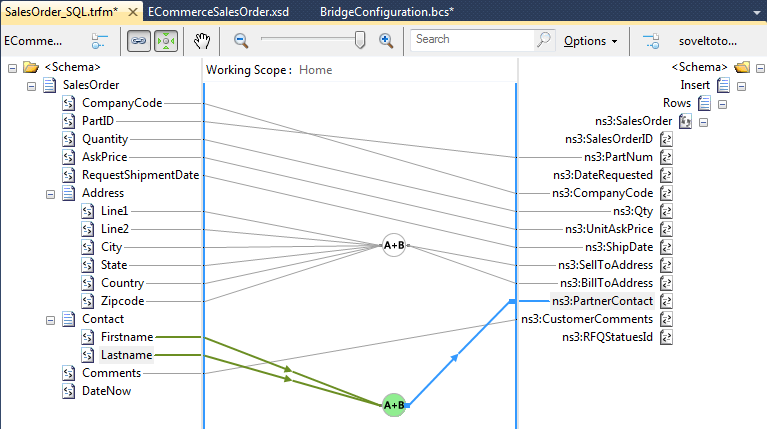 SalesOrder_SQL.trfm* ECommerceSalesOrder.xsd BridgeConfiguration.bcs*
EComme... Search Options soveltoto...
<Schema> Working Scope : Home <Schema>
SalesOrder Insert
CompanyCode Rows
PartID ns3:SalesOrder
Quantity ns3:SalesOrderID
AskPrice ns3:PartNum
RequestShipmentDate ns3:DateRequested
Address ns3:CompanyCode
Line1 ns3:Qty
Line2 ns3:UnitAskPrice
City A+B ns3:ShipDate
State ns3:SellToAddress
Country ns3:BillToAddress
Zipcode ns3:PartnerContact
Contact ns3:CustomerComments
Firstname ns3:RFQStatuesId
Lastname
Comments
DateNow
A+B